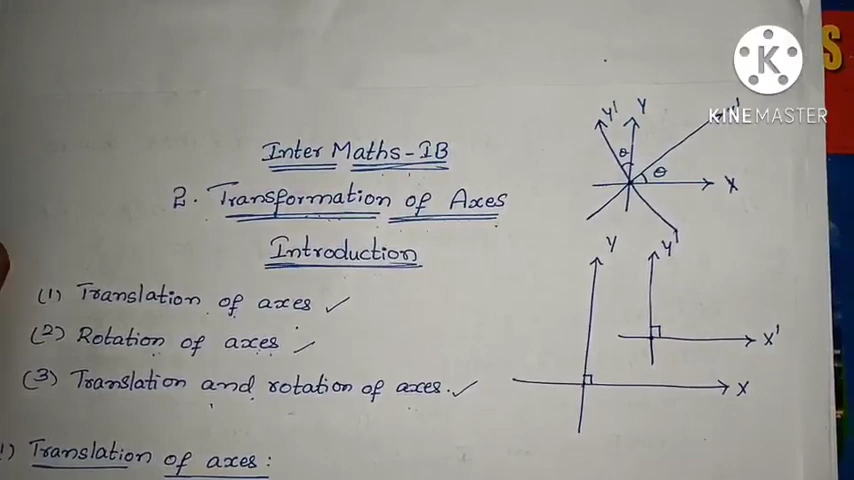 Inter Maths-IB
2. Transformation of Axes
Introduction
(1) Translation of axes ✓
(2) Rotation of axes ✓
(3) Translation and rotation of axes. ✓
1) Translation of axes:
Y' Y
θ
θ
X
Y Y'
X'
X
K
KINEMASTER
S